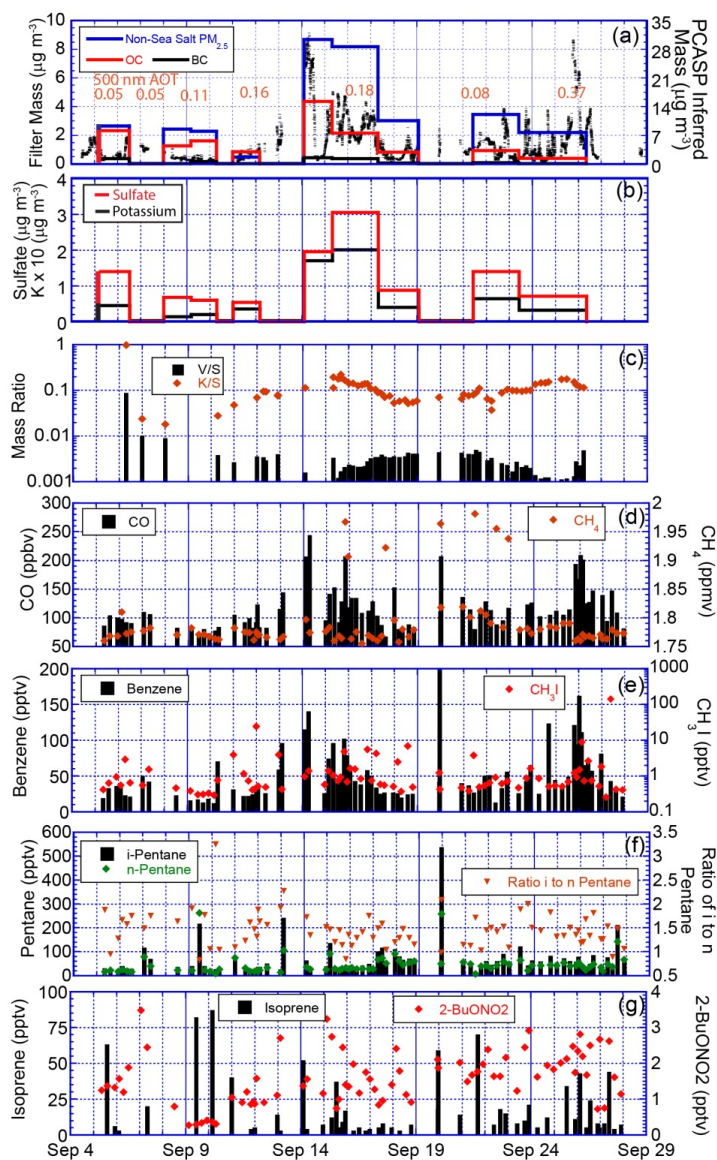 (a)
Non-Sea Salt PM2.5
OC
BC
500 nm AOT
0.05
0.05
0.11
0.16
0.18
0.08
0.37
Filter Mass (μg m-3)
10
8
6
4
2
0
PCASP Inferred
Mass (μg m-3)
35
28
21
14
7
0
(b)
Sulfate
Potassium
Sulfate (μg m-3)
K x 10 (μg m-3)
4
3
2
1
0
(c)
V/S
K/S
Mass Ratio
1
0.1
0.01
0.001
(d)
CO
CH4
CO (ppbv)
300
250
200
150
100
50
CH4 (ppmv)
2
1.95
1.9
1.85
1.8
1.75
(e)
Benzene
CH3I
Benzene (pptv)
200
150
100
50
0
CH3I (pptv)
1000
100
10
1
0.1
(f)
i-Pentane
n-Pentane
Ratio i to n Pentane
Pentane (pptv)
600
500
400
300
200
100
0
Ratio of i to n
Pentane
3.5
3
2.5
2
1.5
1
0.5
(g)
Isoprene
2-BuONO2
Isoprene (pptv)
100
75
50
25
0
2-BuONO2 (pptv)
4
3
2
1
0
Sep 4
Sep 9
Sep 14
Sep 19
Sep 24
Sep 29